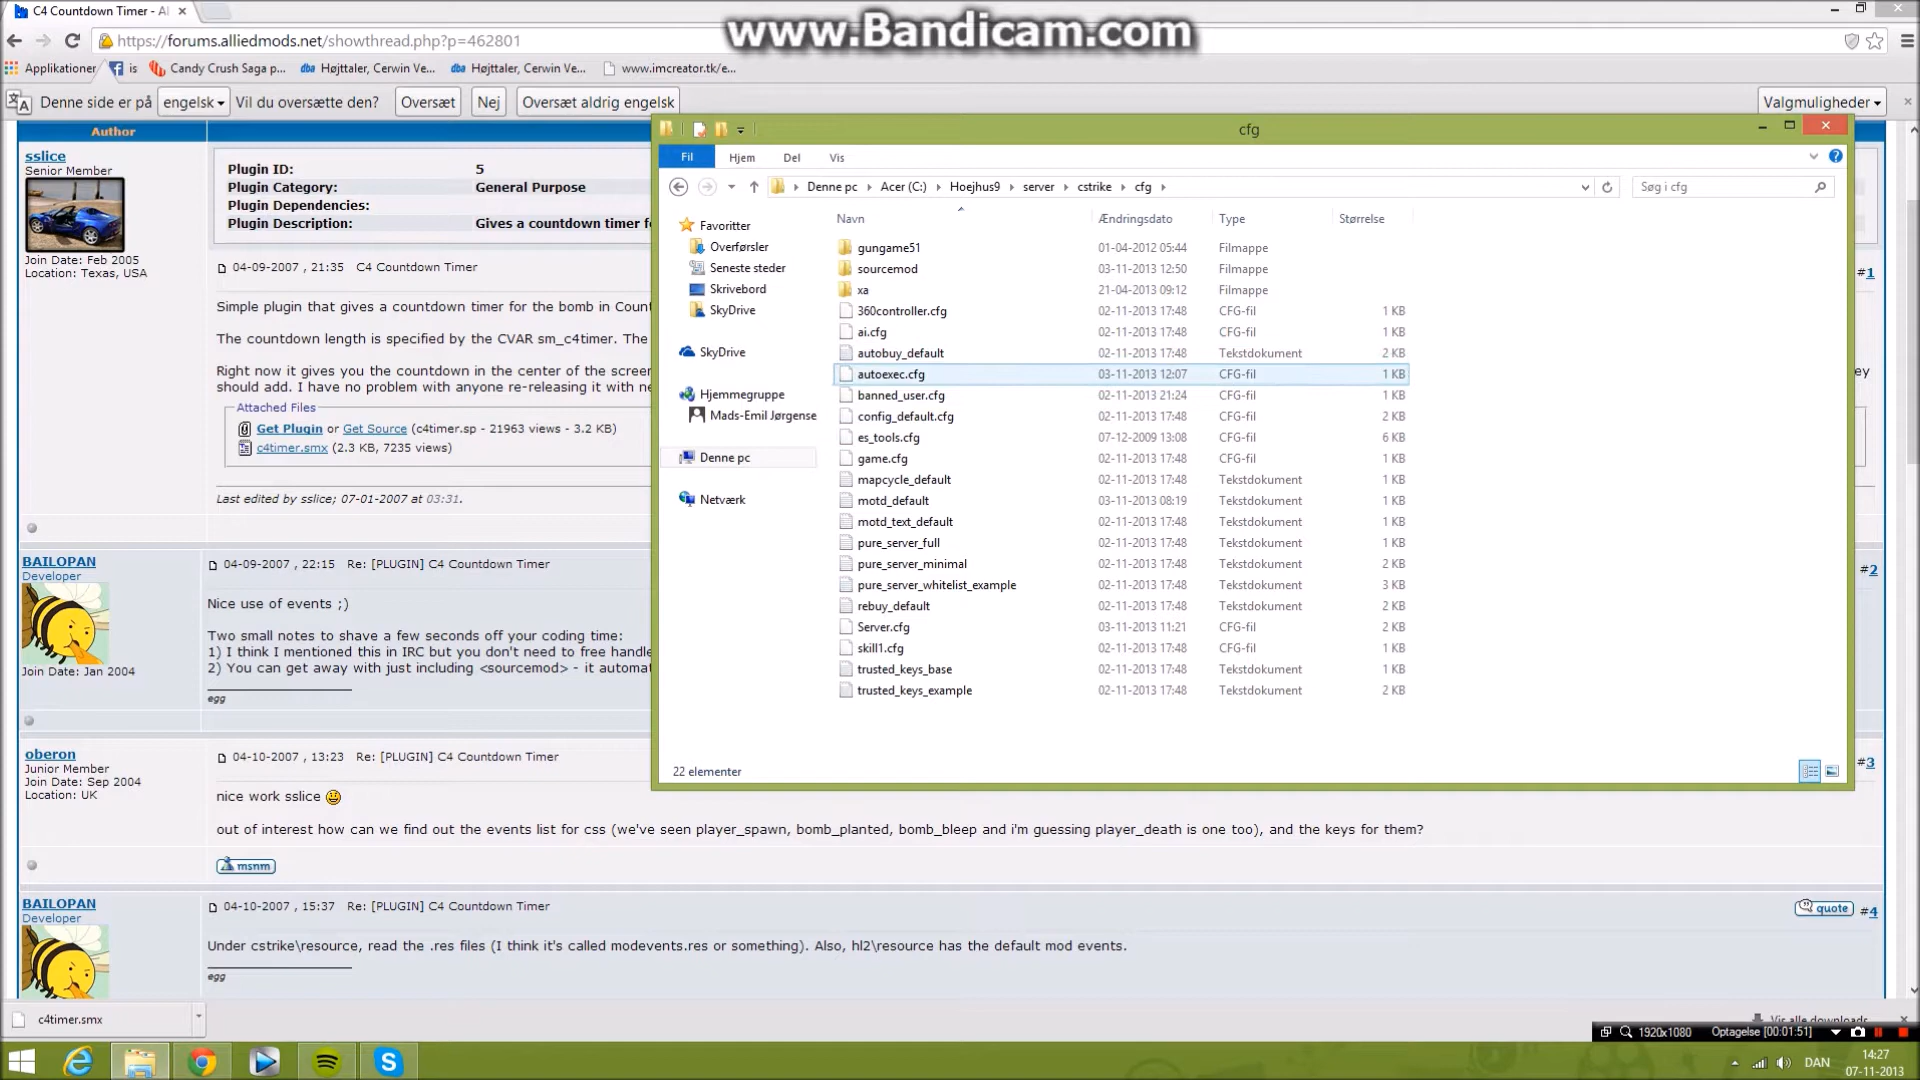 C4 Countdown Timer - Al
www.Bandicam.com
https://forums.alliedmods.net/showthread.php?p=462801
Applikationer
is
Candy Crush Saga p...
dba Højttaler, Cerwin Ve...
dba Højttaler, Cerwin Ve...
www.imcreator.tk/e...
Denne side er på
engelsk
Vil du oversætte den?
Oversæt
Nej
Oversæt aldrig engelsk
Valgmuligheder
Author
sslice
Senior Member
Join Date: Feb 2005
Location: Texas, USA
Plugin ID: 5
Plugin Category: General Purpose
Plugin Dependencies:
Plugin Description: Gives a countdown timer f
04-09-2007 , 21:35 C4 Countdown Timer
#1
Simple plugin that gives a countdown timer for the bomb in Coun
The countdown length is specified by the CVAR sm_c4timer. The
Right now it gives you the countdown in the center of the scree
should add. I have no problem with anyone re-releasing it with n
ey
Attached Files
Get Plugin or Get Source (c4timer.sp - 21963 views - 3.2 KB)
c4timer.smx (2.3 KB, 7235 views)
Last edited by sslice; 07-01-2007 at 03:31.
BAILOPAN
Developer
Join Date: Jan 2004
04-09-2007 , 22:15 Re: [PLUGIN] C4 Countdown Timer
#2
Nice use of events ;)
Two small notes to shave a few seconds off your coding time:
1) I think I mentioned this in IRC but you don't need to free handle
2) You can get away with just including <sourcemod> - it automa
egg
oberon
Junior Member
Join Date: Sep 2004
Location: UK
04-10-2007 , 13:23 Re: [PLUGIN] C4 Countdown Timer
#3
nice work sslice
out of interest how can we find out the events list for css (we've seen player_spawn, bomb_planted, bomb_bleep and i'm guessing player_death is one too), and the keys for them?
msnm
BAILOPAN
Developer
04-10-2007 , 15:37 Re: [PLUGIN] C4 Countdown Timer
quote
#4
Under cstrike\resource, read the .res files (I think it's called modevents.res or something). Also, hl2\resource has the default mod events.
egg
cfg
Fil
Hjem
Del
Vis
Denne pc
Acer (C:)
Hoejhus9
server
cstrike
cfg
Søg i cfg
Favoritter
Overførsler
Seneste steder
Skrivebord
SkyDrive
SkyDrive
Hjemmegruppe
Mads-Emil Jørgense
Denne pc
Netværk
Navn Ændringsdato Type Størrelse
gungame51 01-04-2012 05:44 Filmappe
sourcemod 03-11-2013 12:50 Filmappe
xa 21-04-2013 09:12 Filmappe
360controller.cfg 02-11-2013 17:48 CFG-fil 1 KB
ai.cfg 02-11-2013 17:48 CFG-fil 1 KB
autobuy_default 02-11-2013 17:48 Tekstdokument 2 KB
autoexec.cfg 03-11-2013 12:07 CFG-fil 1 KB
banned_user.cfg 02-11-2013 21:24 CFG-fil 1 KB
config_default.cfg 02-11-2013 17:48 CFG-fil 2 KB
es_tools.cfg 07-12-2009 13:08 CFG-fil 6 KB
game.cfg 02-11-2013 17:48 CFG-fil 1 KB
mapcycle_default 02-11-2013 17:48 Tekstdokument 1 KB
motd_default 03-11-2013 08:19 Tekstdokument 1 KB
motd_text_default 02-11-2013 17:48 Tekstdokument 1 KB
pure_server_full 02-11-2013 17:48 Tekstdokument 1 KB
pure_server_minimal 02-11-2013 17:48 Tekstdokument 1 KB
pure_server_whitelist_example 02-11-2013 17:48 Tekstdokument 3 KB
rebuy_default 02-11-2013 17:48 Tekstdokument 2 KB
Server.cfg 03-11-2013 11:21 CFG-fil 2 KB
skill1.cfg 02-11-2013 17:48 CFG-fil 1 KB
trusted_keys_base 02-11-2013 17:48 Tekstdokument 1 KB
trusted_keys_example 02-11-2013 17:48 Tekstdokument 2 KB
22 elementer
c4timer.smx
Vis alle downloads
1920x1080
Optagelse [00:01:51]
DAN
14:27
07-11-2013